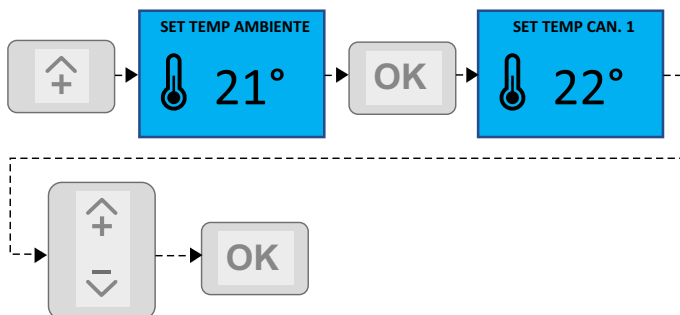 SET TEMP AMBIENTE
21°
OK
SET TEMP CAN. 1
22°
+
OK